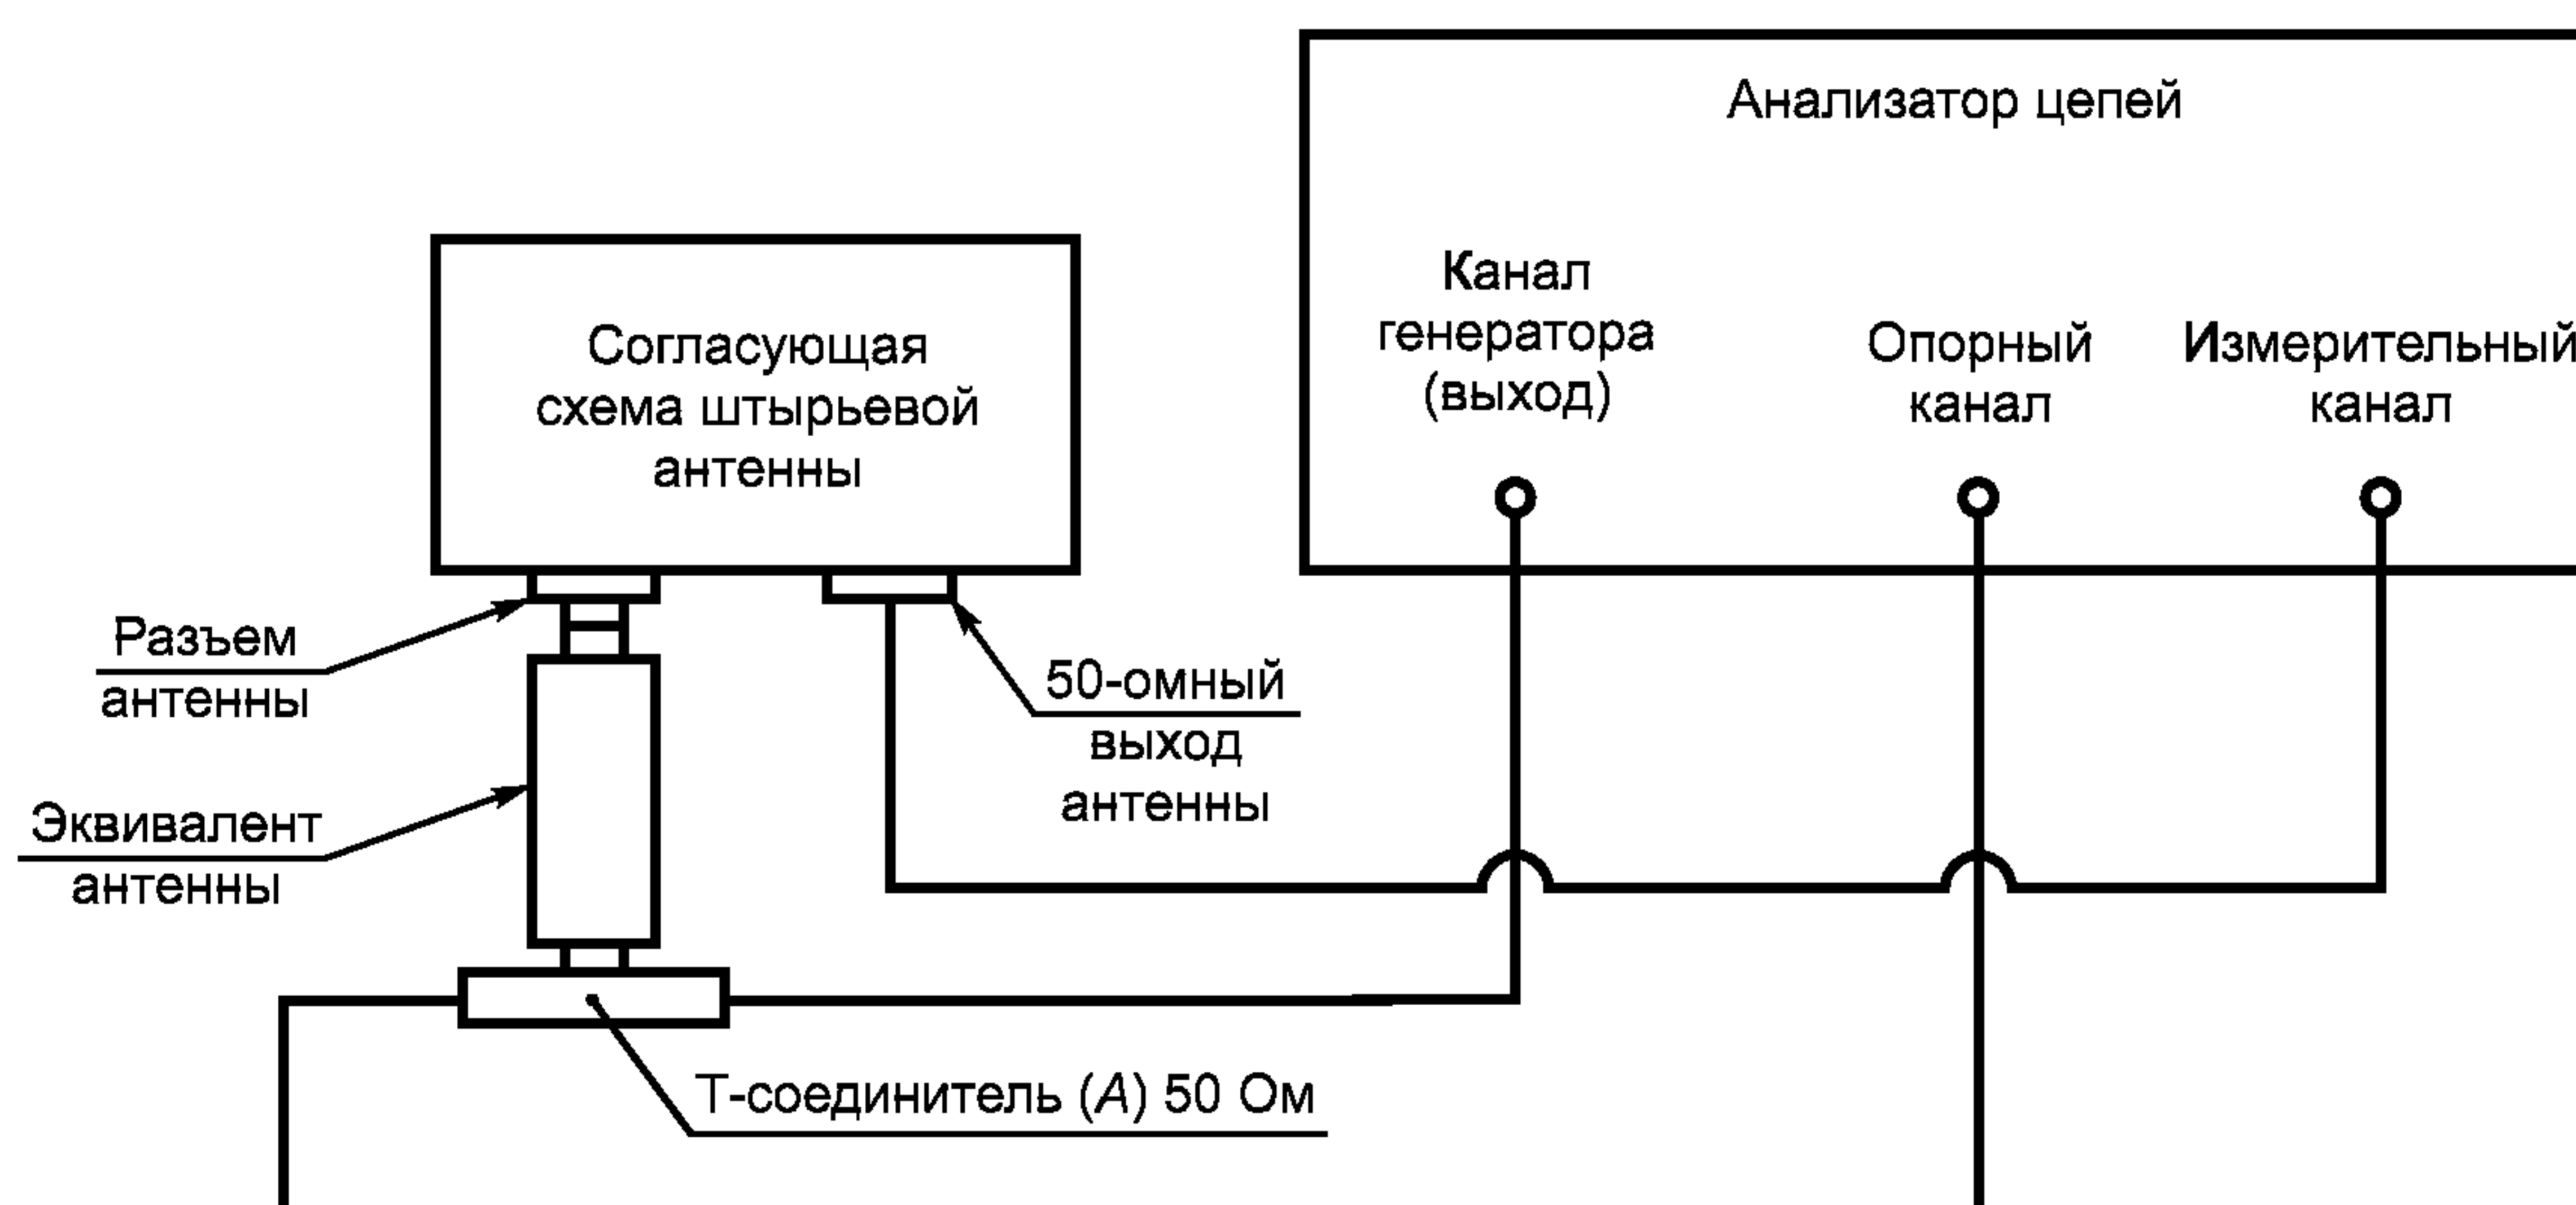 Анализатор цепей
Канал
генератора
(выход)
Опорный
канал
Измерительный
канал
Согласующая
схема штырьевой
антенны
Разъем
антенны
50-омный
выход
антенны
Эквивалент
антенны
Т-соединитель (А) 50 Ом